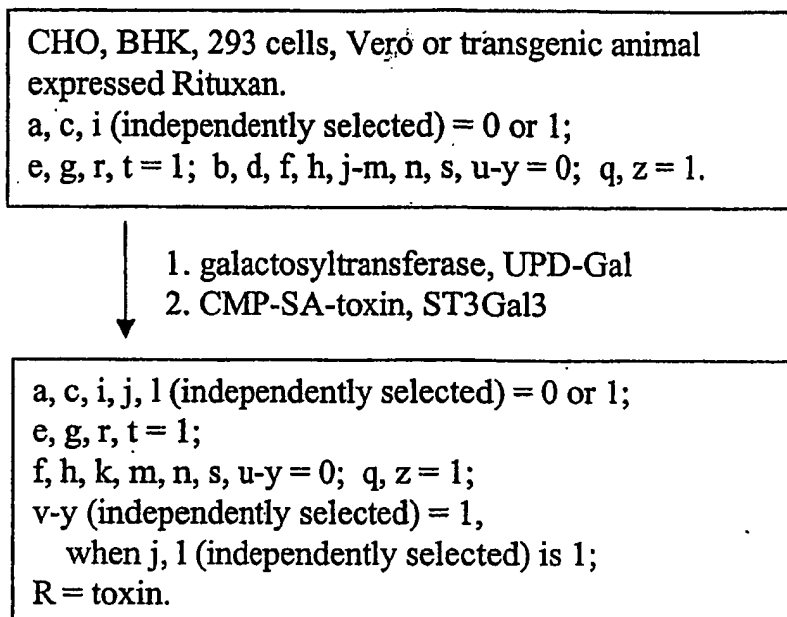 CHO, BHK, 293 cells, Vero or transgenic animal
expressed Rituxan.
a, c, i (independently selected) = 0 or 1;
e, g, r, t = 1; b, d, f, h, j-m, n, s, u-y = 0; q, z = 1.
1. galactosyltransferase, UPD-Gal
2. CMP-SA-toxin, ST3Gal3
a, c, i, j, l (independently selected) = 0 or 1;
e, g, r, t = 1;
f, h, k, m, n, s, u-y = 0; q, z = 1;
v-y (independently selected) = 1,
when j, l (independently selected) is 1;
R = toxin.